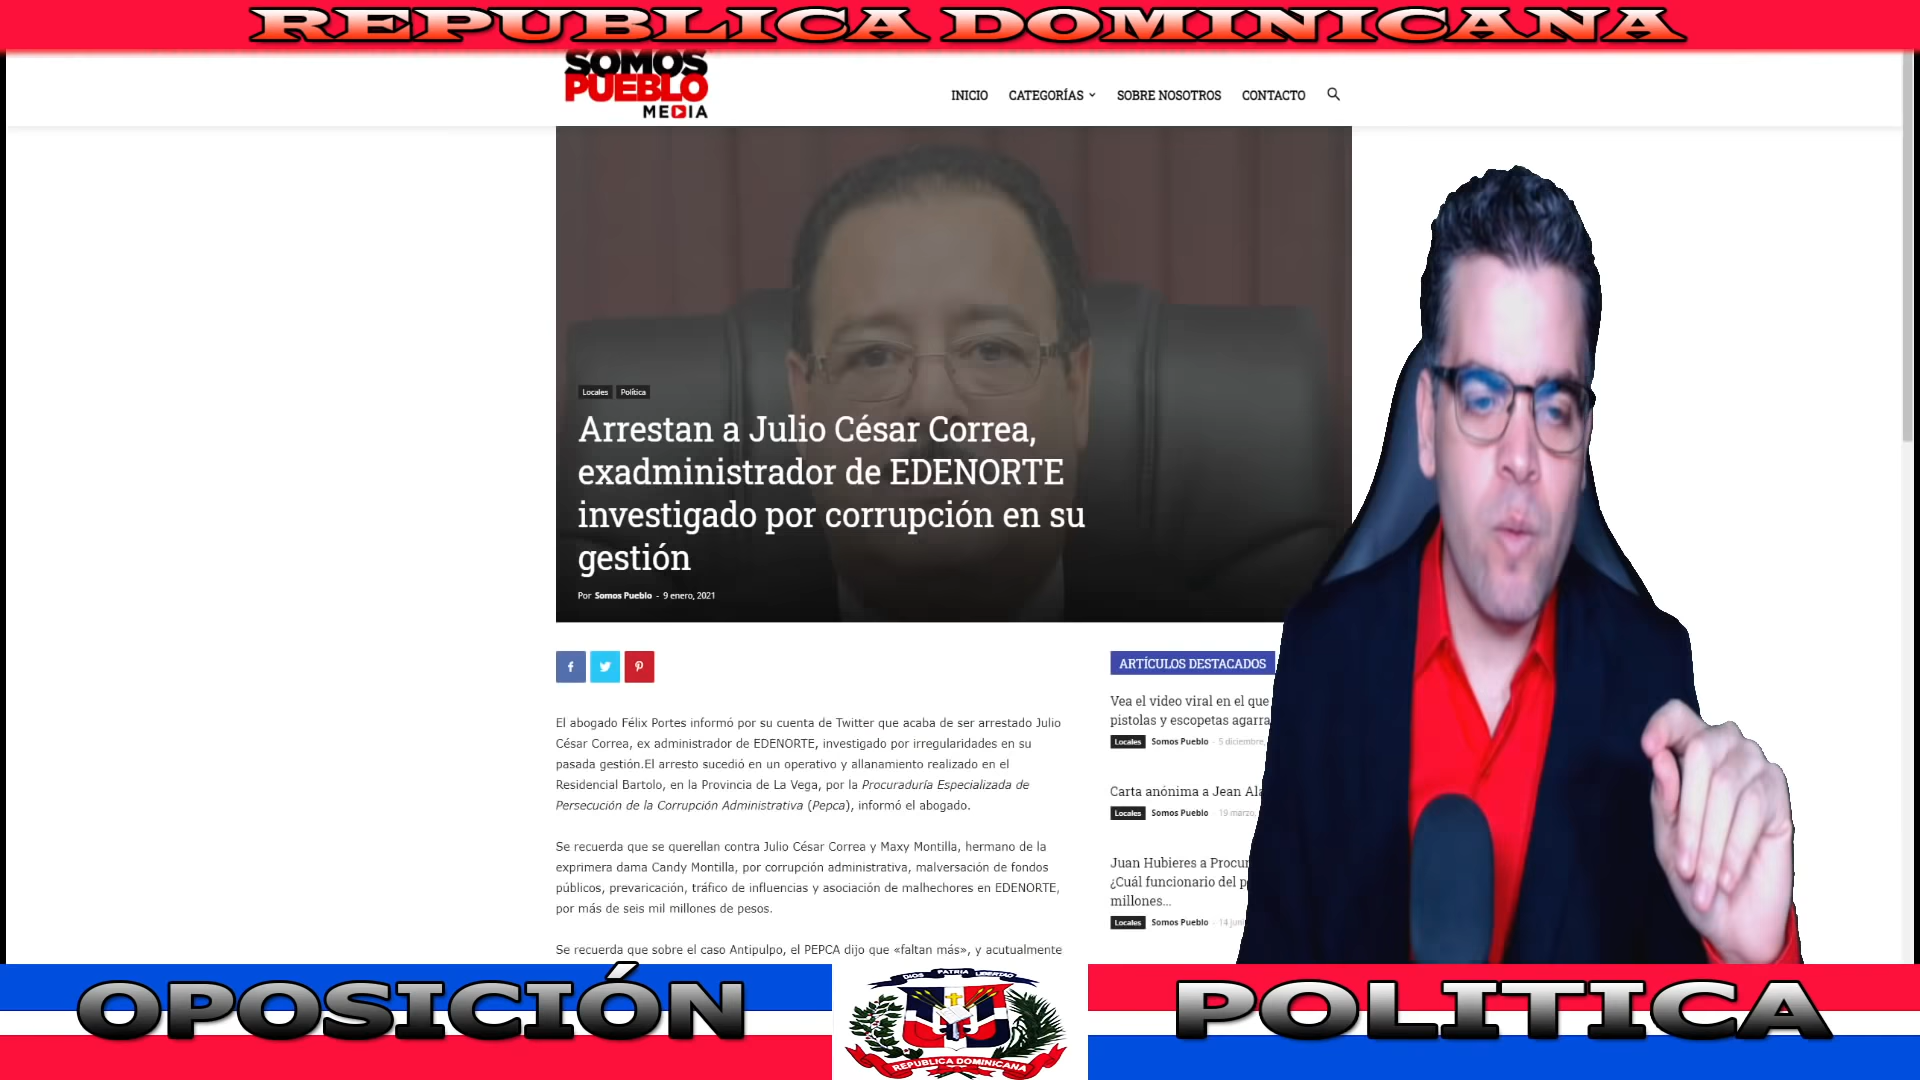 REPUBLICA DOMINICANA
SOMOS
PUEBLO
MEDIA
INICIO CATEGORÍAS SOBRE NOSOTROS CONTACTO
Locales Política
Arrestan a Julio César Correa,
exadministrador de EDENORTE
investigado por corrupción en su
gestión
Por Somos Pueblo - 9 enero, 2021
El abogado Félix Portes informó por su cuenta de Twitter que acaba de ser arrestado Julio
César Correa, ex administrador de EDENORTE, investigado por irregularidades en su
pasada gestión.El arresto sucedió en un operativo y allanamiento realizado en el
Residencial Bartolo, en la Provincia de La Vega, por la Procuraduría Especializada de
Persecución de la Corrupción Administrativa (Pepca), informó el abogado.
Se recuerda que se querellan contra Julio César Correa y Maxy Montilla, hermano de la
exprimera dama Candy Montilla, por corrupción administrativa, malversación de fondos
públicos, prevaricación, tráfico de influencias y asociación de malhechores en EDENORTE,
por más de seis mil millones de pesos.
Se recuerda que sobre el caso Antipulpo, el PEPCA dijo que «faltan más», y acutualmente
ARTÍCULOS DESTACADOS
Vea el vídeo viral en el que
pistolas y escopetas agarra
Locales Somos Pueblo - 5 diciembre,
Carta anónima a Jean Ala
Locales Somos Pueblo 19 marzo,
Juan Hubieres a Procur
¿Cuál funcionario del p
millones...
Locales Somos Pueblo - 14 jun
OPOSICIÓN
DIOS PATRIA LIBERTAD
REPUBLICA DOMINICANA
POLITICA